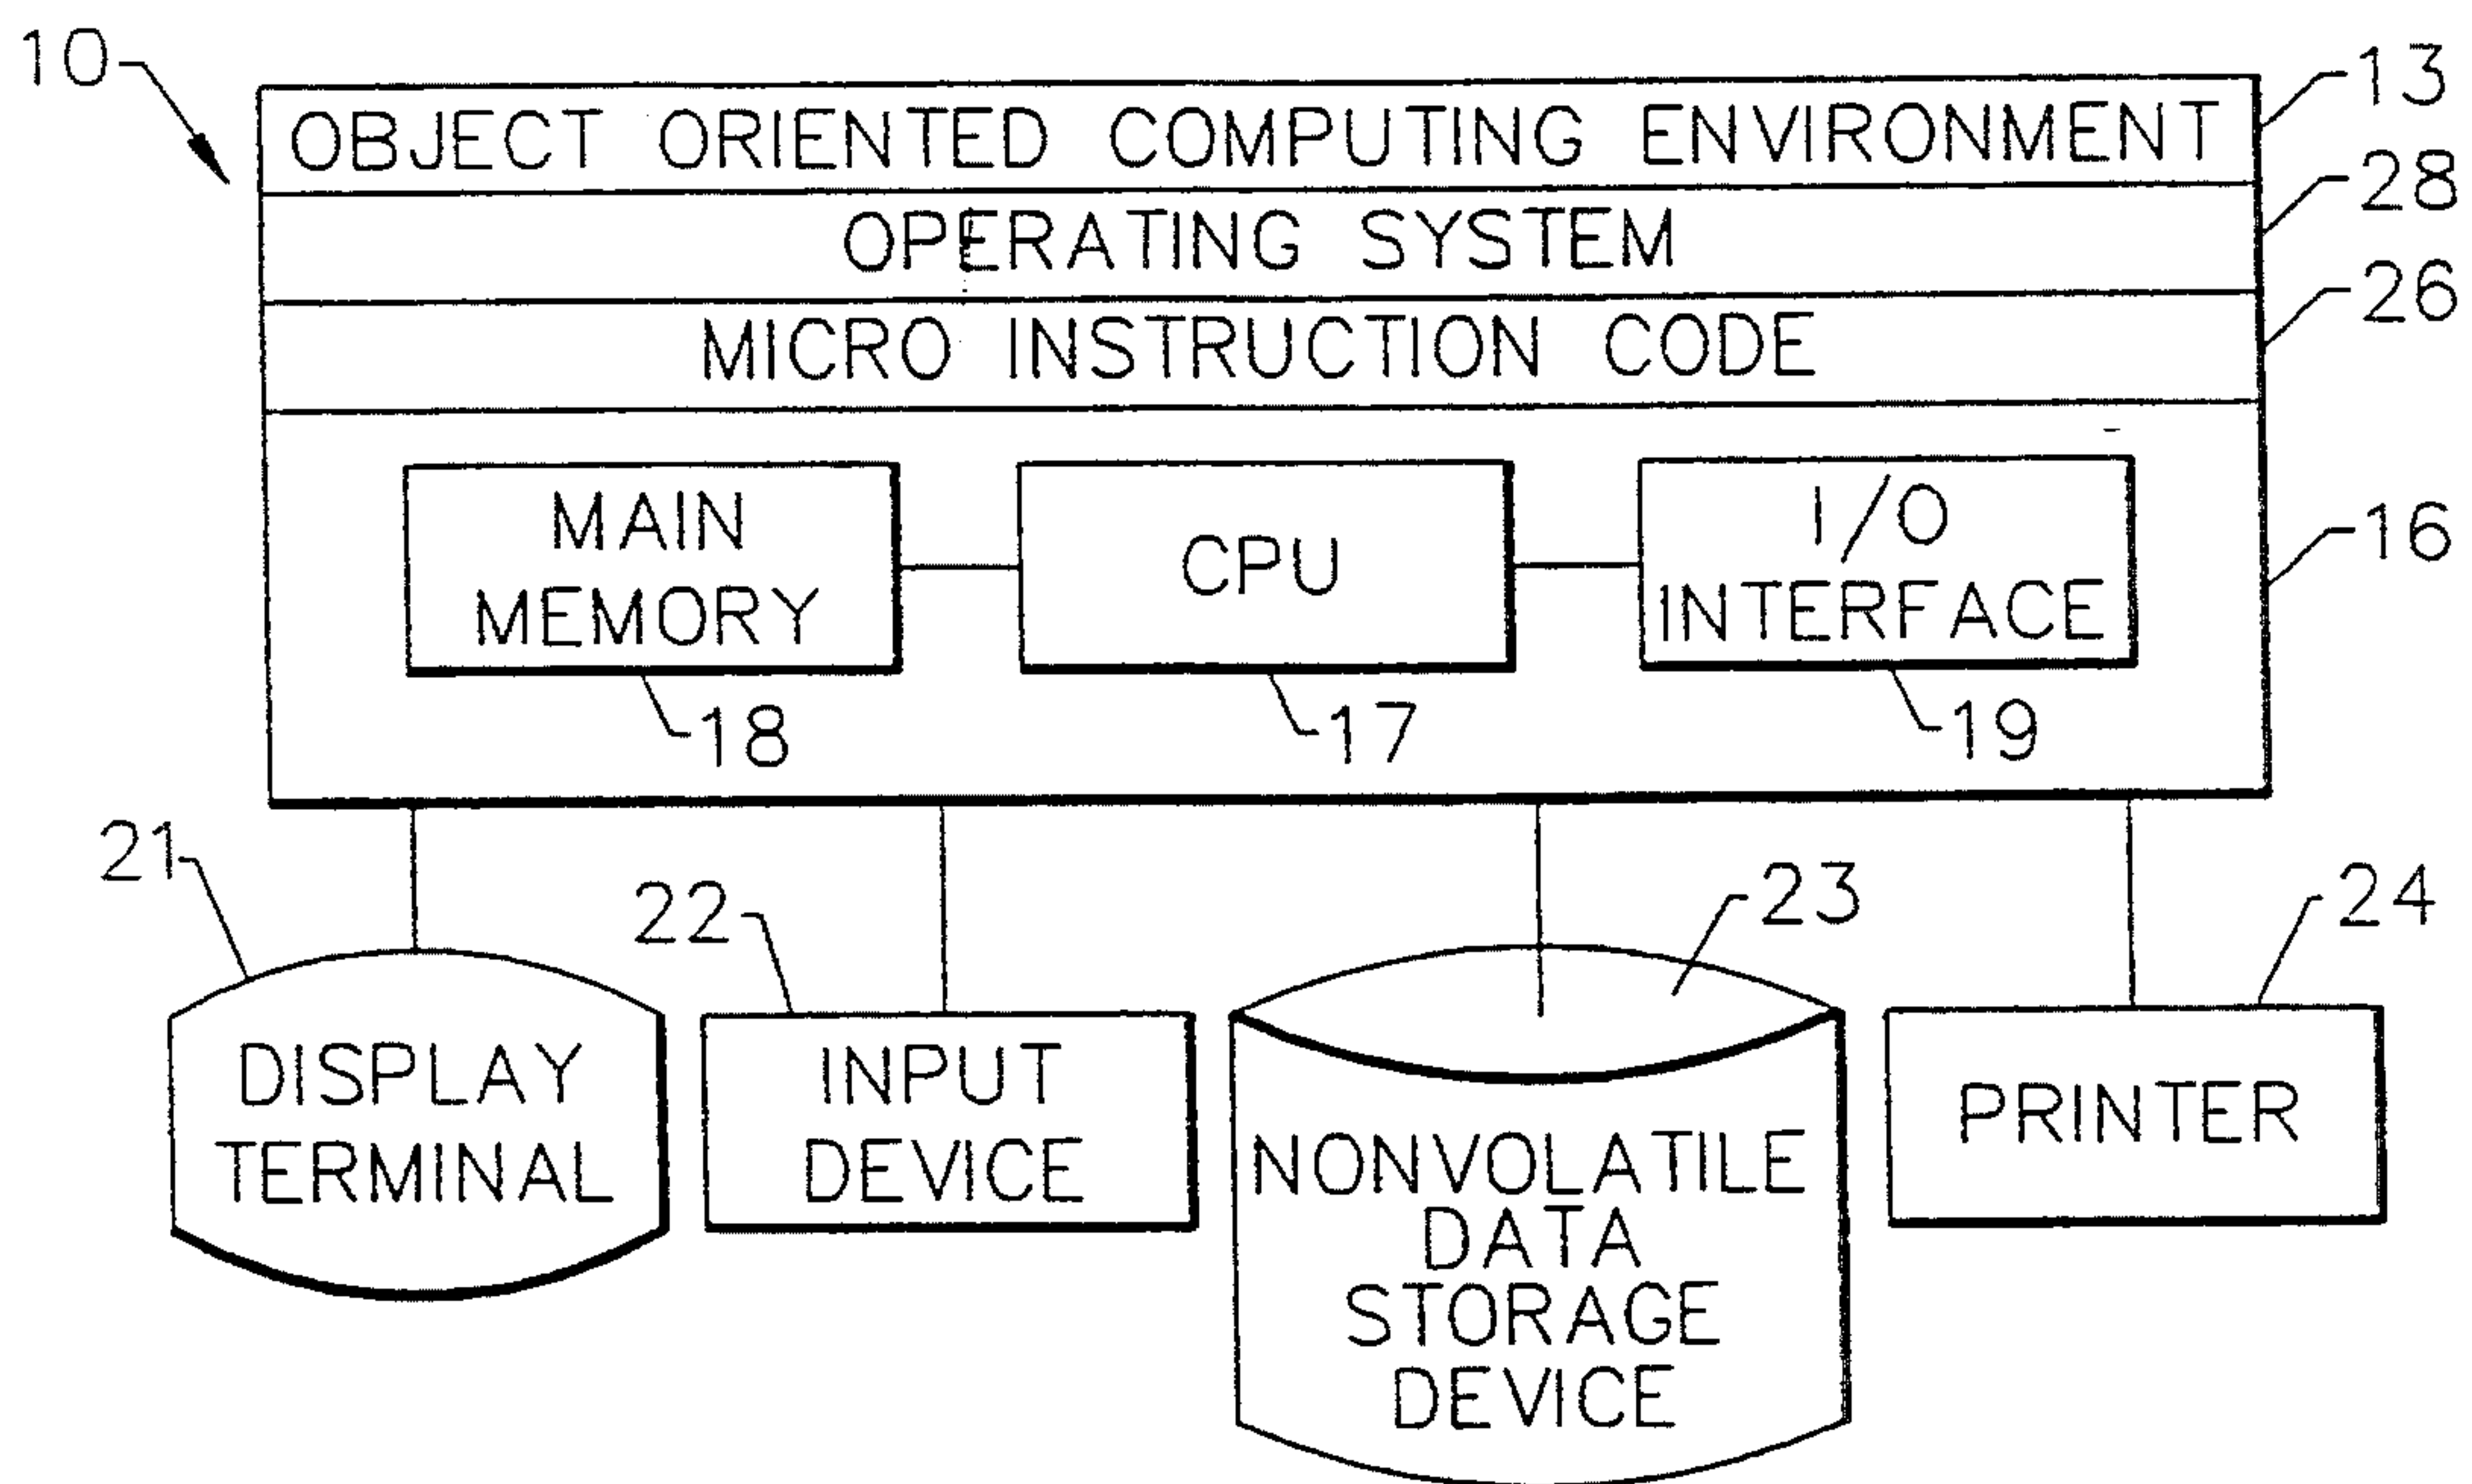 10
13
OBJECT ORIENTED COMPUTING ENVIRONMENT
28
OPERATING SYSTEM
26
MICRO INSTRUCTION CODE
MAIN
MEMORY
CPU
I/O
INTERFACE
16
18
17
19
21
22
23
24
DISPLAY
TERMINAL
INPUT
DEVICE
NONVOLATILE
DATA
STORAGE
DEVICE
PRINTER